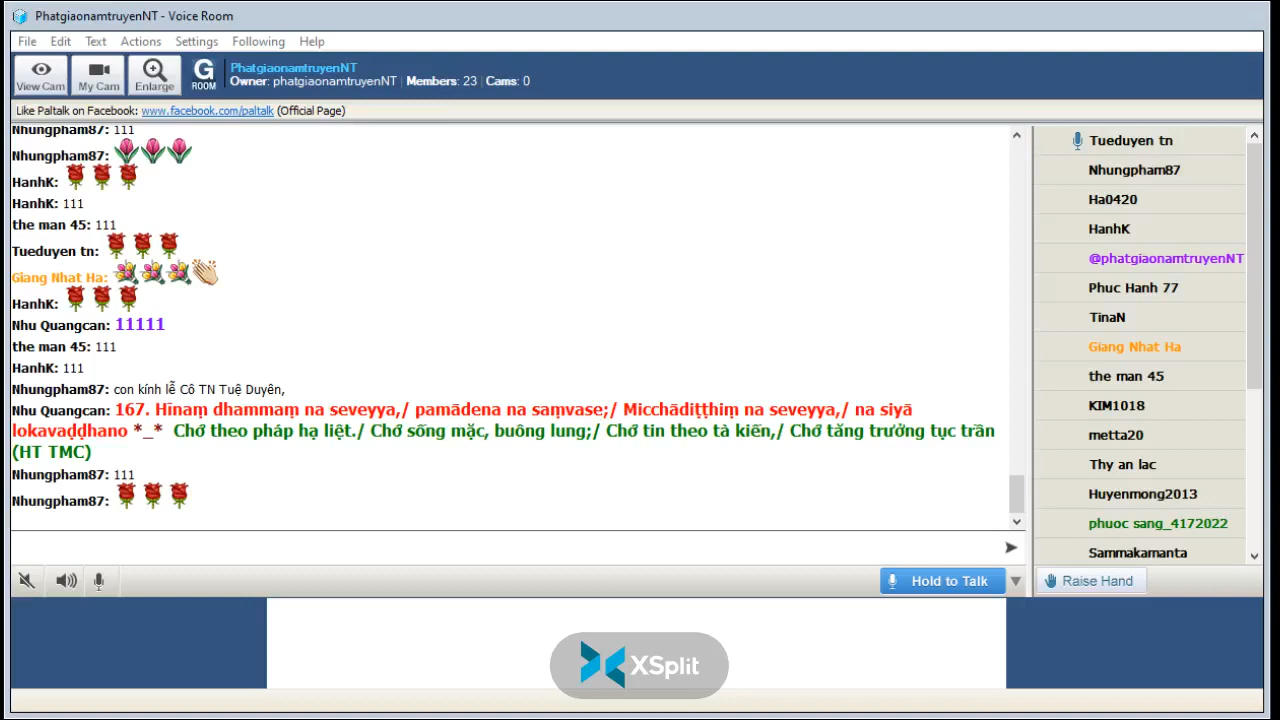 PhatgiaonamtruyenNT - Voice Room
File Edit Text Actions Settings Following Help
View Cam My Cam Enlarge G ROOM
PhatgiaonamtruyenNT
Owner: phatgiaonamtruyenNT | Members: 23 | Cams: 0
Like Paltalk on Facebook: www.facebook.com/paltalk (Official Page)
Nhungpham87: 111
Nhungpham87:
HanhK:
HanhK: 111
the man 45: 111
Tueduyen tn:
Giang Nhat Ha:
HanhK:
Nhu Quangcan: 11111
the man 45: 111
HanhK: 111
Nhungpham87: con kính lễ Cô TN Tuệ Duyên,
Nhu Quangcan: 167. Hīnaṃ dhammaṃ na seveyya,/ pamādena na saṃvase;/ Micchādiṭṭhiṃ na seveyya,/ na siyā
lokavaḍḍhano *_* Chớ theo pháp hạ liệt./ Chớ sống mặc, buông lung;/ Chớ tin theo tà kiến,/ Chớ tăng trưởng tục trần
(HT TMC)
Nhungpham87: 111
Nhungpham87:
Tueduyen tn
Nhungpham87
Ha0420
HanhK
@phatgiaonamtruyenNT
Phuc Hanh 77
TinaN
Giang Nhat Ha
the man 45
KIM1018
metta20
Thy an lac
Huyenmong2013
phuoc sang_4172022
Sammakamanta
Hold to Talk
Raise Hand
XSplit